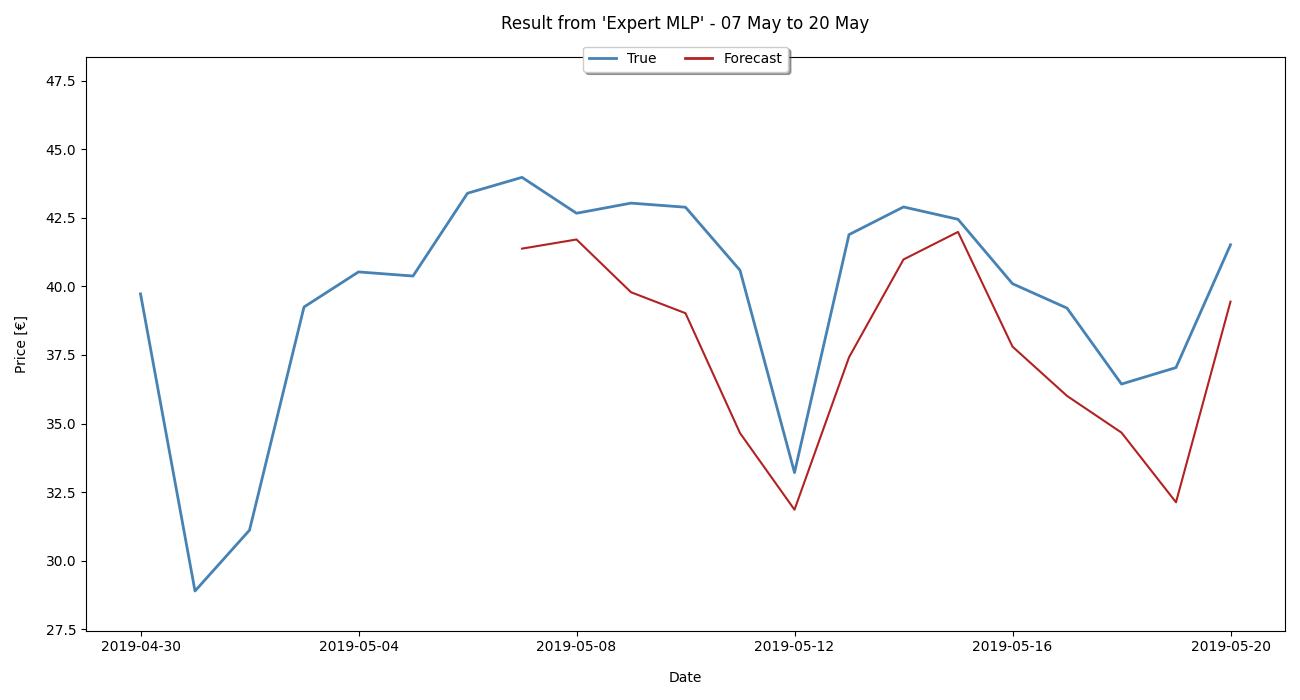 Result from 'Expert MLP' - 07 May to 20 May
True Forecast
47.5
45.0
42.5
40.0
37.5
35.0
32.5
30.0
27.5
Price [€]
2019-04-30 2019-05-04 2019-05-08 2019-05-12 2019-05-16 2019-05-20
Date